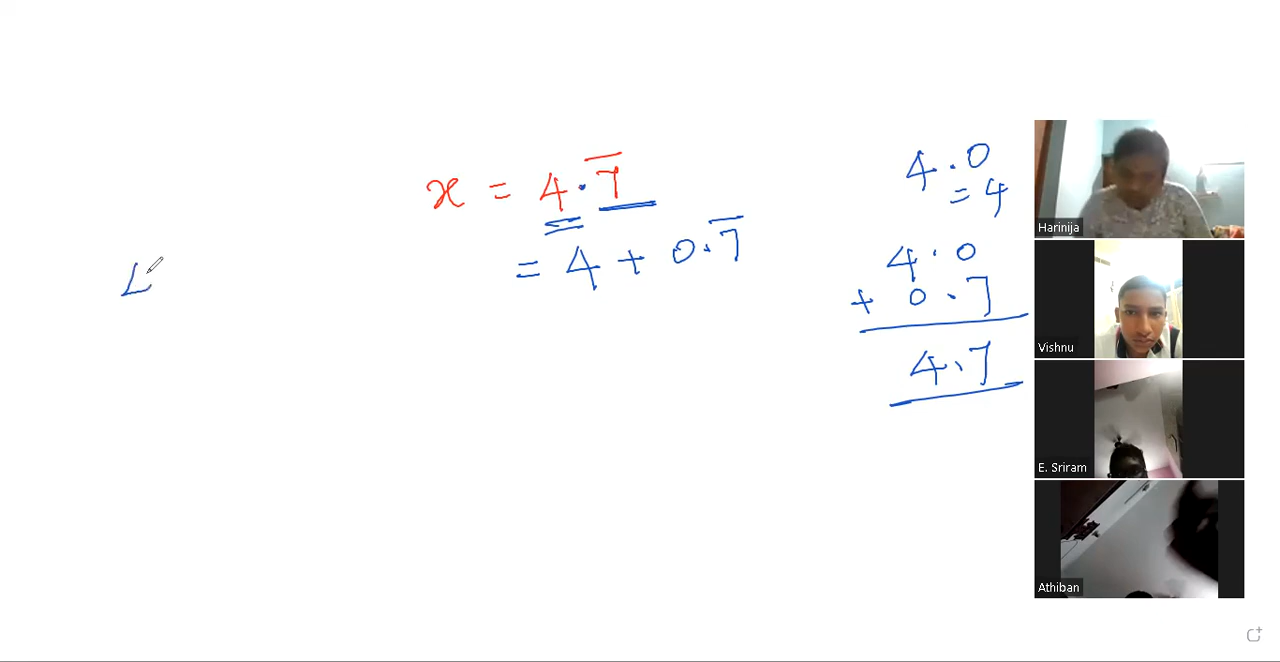 x = 4.7̅
= 4 + 0.7̅
L
4.0
= 4
4.0
+ 0.7
4.7
Harinija
Vishnu
E. Sriram
Athiban